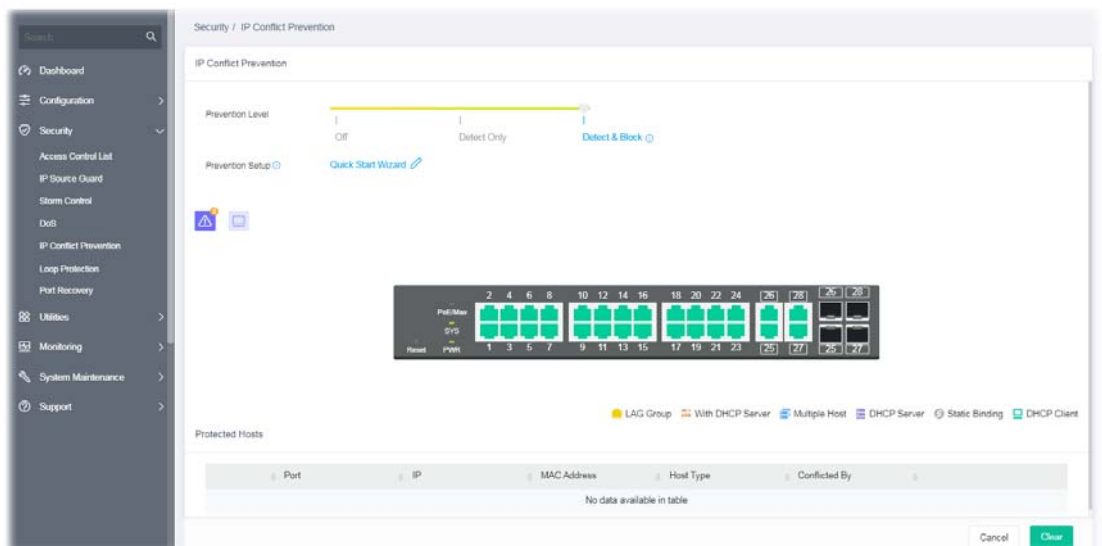 Search
Dashboard
Configuration
Security
Access Control List
IP Source Guard
Storm Control
DoS
IP Conflict Prevention
Loop Protection
Port Recovery
Utilities
Monitoring
System Maintenance
Support
Security / IP Conflict Prevention
IP Conflict Prevention
Prevention Level
Off Detect Only Detect & Block
Prevention Setup Quick Start Wizard
2 4 6 8 10 12 14 16 18 20 22 24 26 28 26 28
PoE/Max
SYS
Reset PWR 1 3 5 7 9 11 13 15 17 19 21 23 25 27 25 27
LAG Group With DHCP Server Multiple Host DHCP Server Static Binding DHCP Client
Protected Hosts
Port IP MAC Address Host Type Conflicted By
No data available in table
Cancel Clear